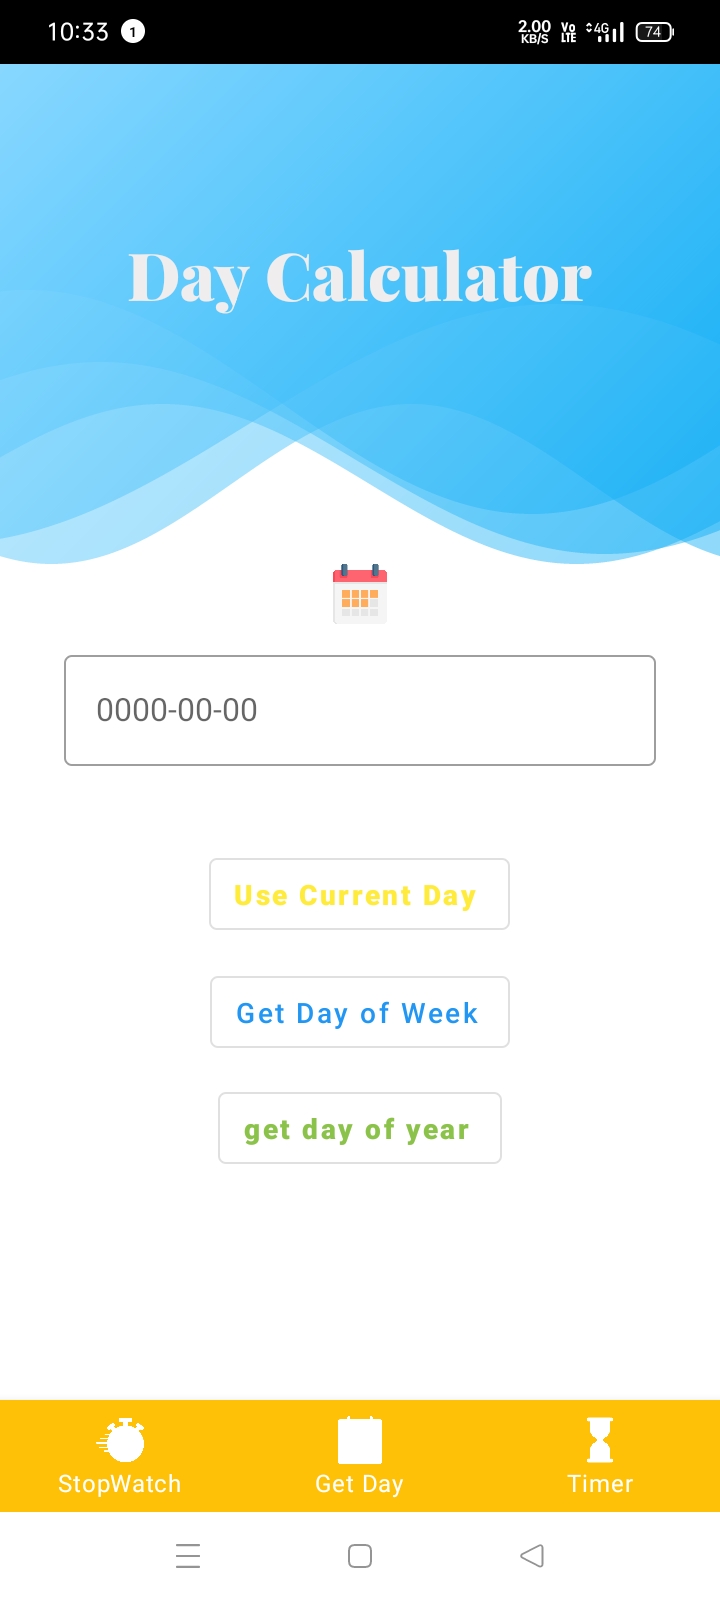 10:33 1 2.00 KB/S Vo LTE 4G 74
Day Calculator
0000-00-00
Use Current Day
Get Day of Week
get day of year
StopWatch Get Day Timer